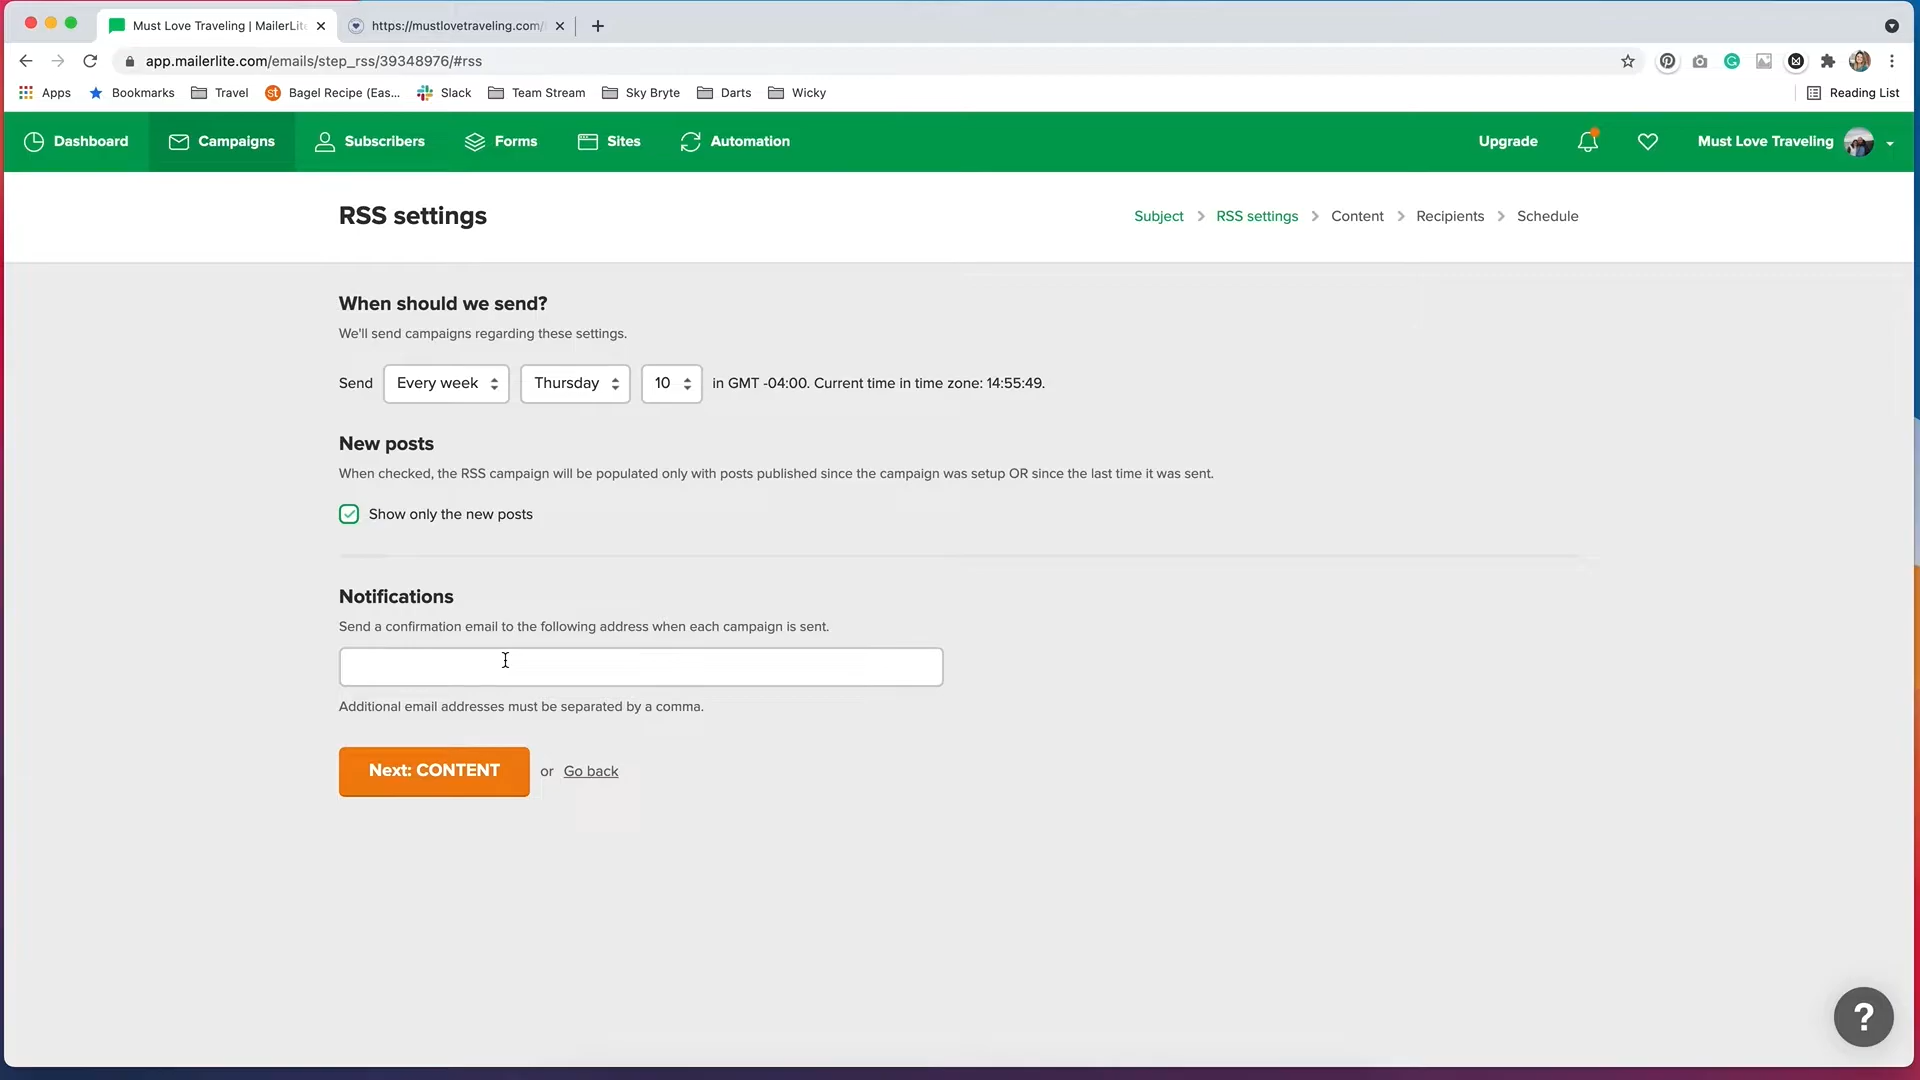 Must Love Traveling | MailerLite
https://mustlovetraveling.com/
app.mailerlite.com/emails/step_rss/39348976/#rss
Apps
Bookmarks
Travel
Bagel Recipe (Eas...
Slack
Team Stream
Sky Bryte
Darts
Wicky
Reading List
Dashboard
Campaigns
Subscribers
Forms
Sites
Automation
Upgrade
Must Love Traveling
RSS settings
Subject > RSS settings > Content > Recipients > Schedule
When should we send?
We'll send campaigns regarding these settings.
Send Every week Thursday 10 in GMT -04:00. Current time in time zone: 14:55:49.
New posts
When checked, the RSS campaign will be populated only with posts published since the campaign was setup OR since the last time it was sent.
Show only the new posts
Notifications
Send a confirmation email to the following address when each campaign is sent.
Additional email addresses must be separated by a comma.
Next: CONTENT or Go back
?